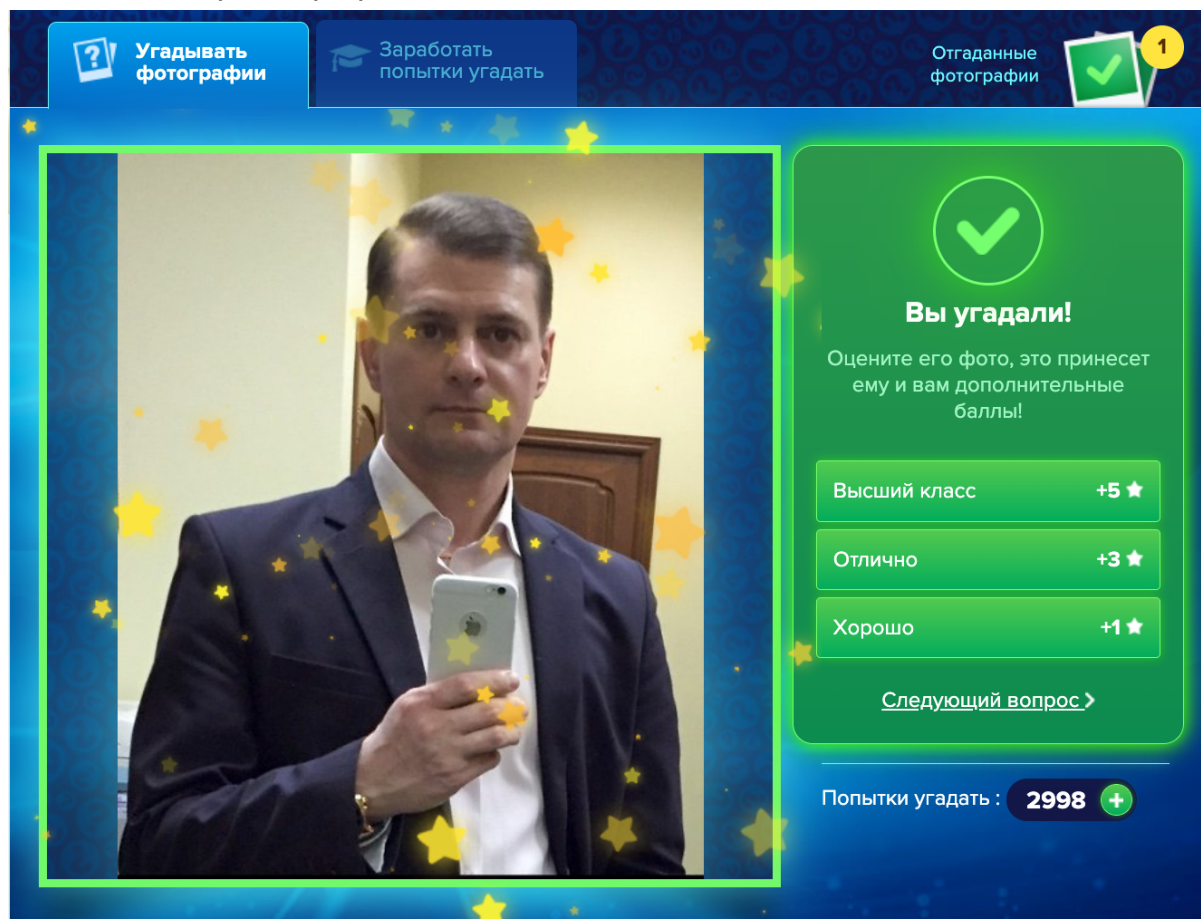 Угадывать
фотографии
Заработать
попытки угадать
Отгаданные
фотографии
1
Вы угадали!
Оцените его фото, это принесет
ему и вам дополнительные
баллы!
Высший класс +5
Отлично +3
Хорошо +1
Следующий вопрос
Попытки угадать : 2998